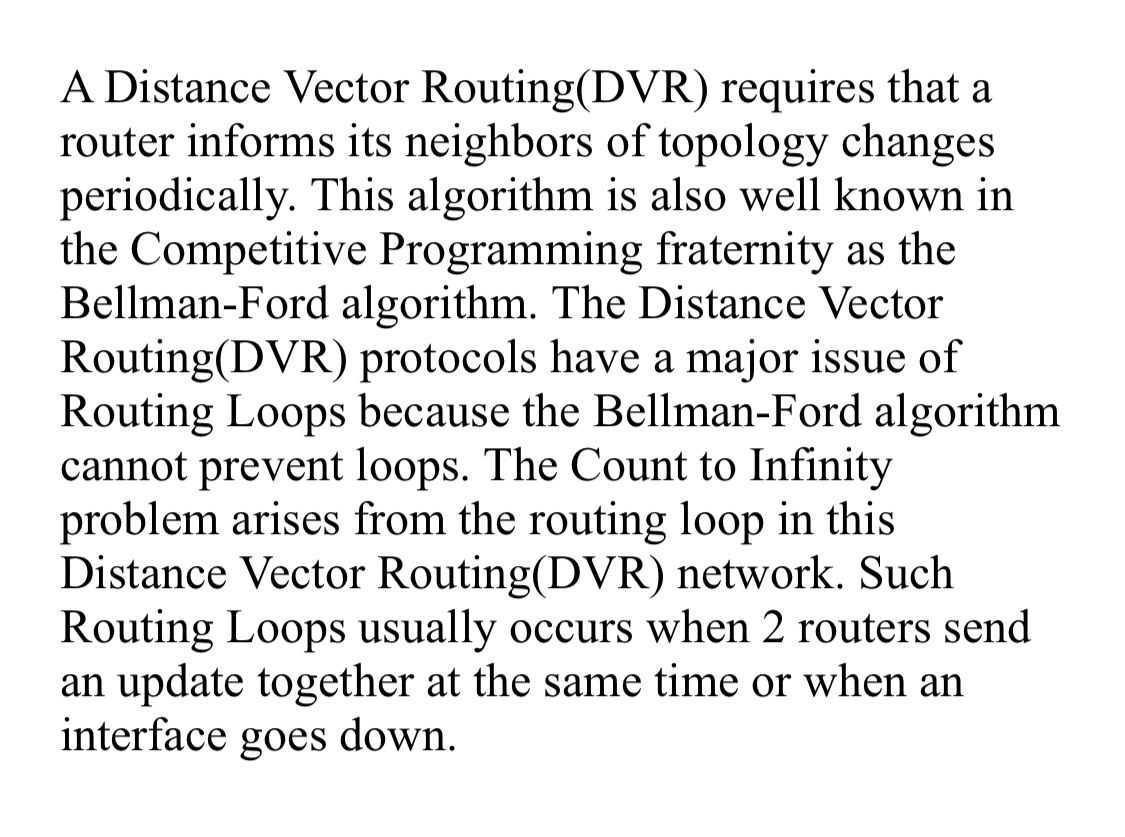 A Distance Vector Routing(DVR) requires that a
router informs its neighbors of topology changes
periodically. This algorithm is also well known in
the Competitive Programming fraternity as the
Bellman-Ford algorithm. The Distance Vector
Routing(DVR) protocols have a major issue of
Routing Loops because the Bellman-Ford algorithm
cannot prevent loops. The Count to Infinity
problem arises from the routing loop in this
Distance Vector Routing(DVR) network. Such
Routing Loops usually occurs when 2 routers send
an update together at the same time or when an
interface goes down.